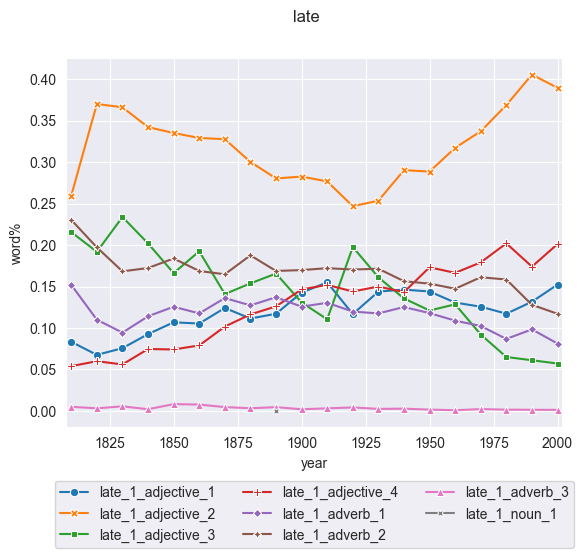 late
0.40
0.35
0.30
0.25
0.20
0.15
0.10
0.05
0.00
word%
1825 1850 1875 1900 1925 1950 1975 2000
year
late_1_adjective_1 late_1_adjective_4 late_1_adverb_3
late_1_adjective_2 late_1_adverb_1 late_1_noun_1
late_1_adjective_3 late_1_adverb_2